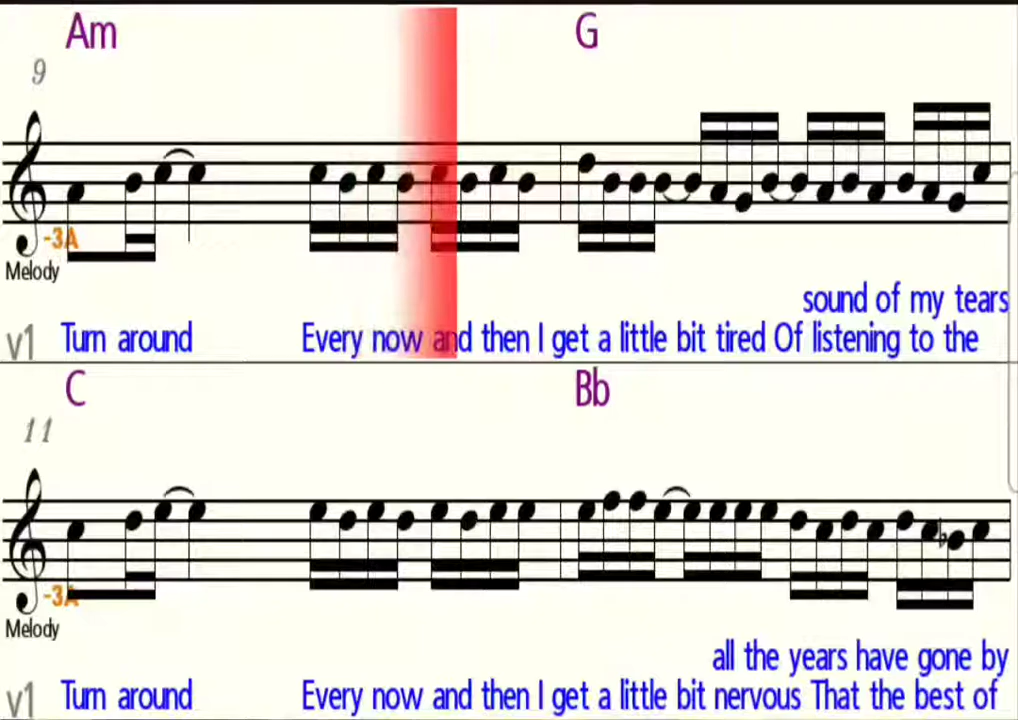 Am G
9
-3A
Melody
sound of my tears
v1 Turn around Every now and then I get a little bit tired Of listening to the
C Bb
11
-3A
Melody
all the years have gone by
v1 Turn around Every now and then I get a little bit nervous That the best of